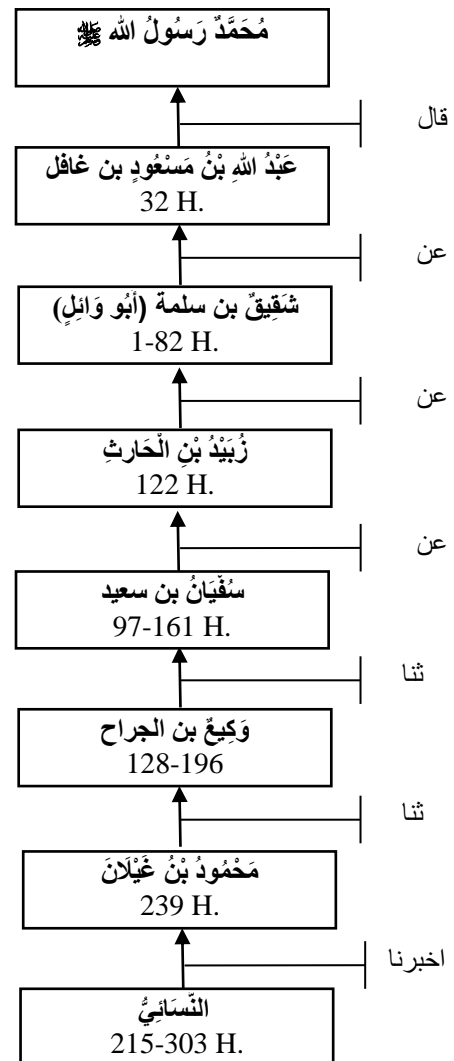 مُحَمَّدٌ رَسُولُ الله ﷺ
قال
عَبْدُ اللهِ بْنُ مَسْعُودٍ بن غافل
32 H.
عن
شَقِيقٌ بن سلمة (أَبُو وَائِلٍ)
1-82 H.
عن
زُبَيْدُ بْنِ الْحَارِثِ
122 H.
عن
سُفْيَانُ بن سعيد
97-161 H.
ثنا
وَكِيعٌ بن الجراح
128-196
ثنا
مَحْمُودُ بْنُ غَيْلَانَ
239 H.
اخبرنا
النَّسَائِيُّ
215-303 H.